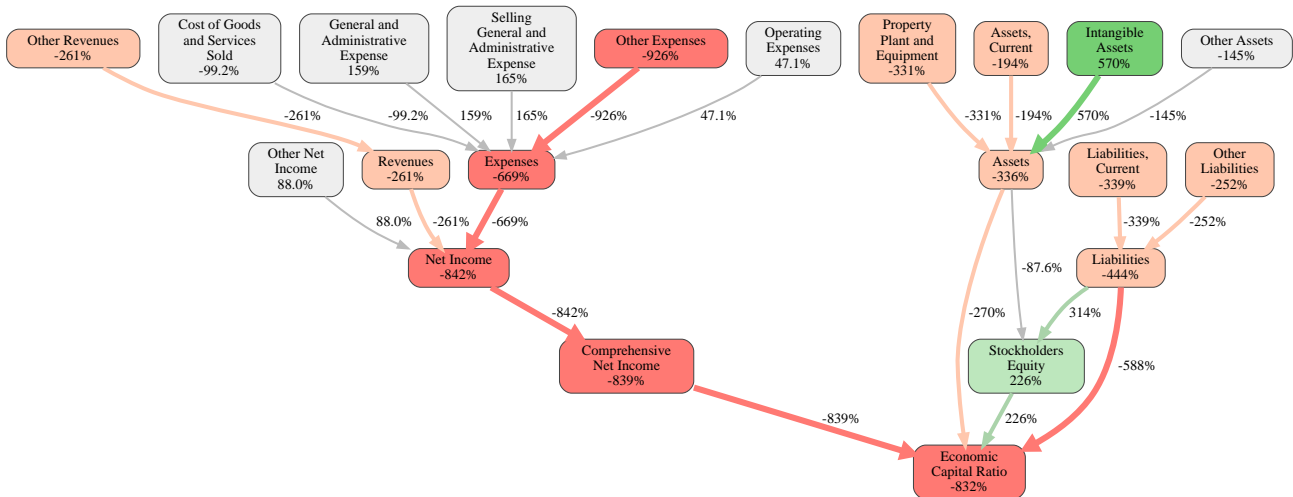 Other Revenues
-261%
Cost of Goods
and Services
Sold
-99.2%
General and
Administrative
Expense
159%
Selling
General and
Administrative
Expense
165%
Other Expenses
-926%
Operating
Expenses
47.1%
Property
Plant and
Equipment
-331%
Assets,
Current
-194%
Intangible
Assets
570%
Other Assets
-145%
-261%
-99.2%
159%
165%
-926%
47.1%
-331%
-194%
570%
-145%
Other Net
Income
88.0%
Revenues
-261%
Expenses
-669%
Assets
-336%
Liabilities,
Current
-339%
Other
Liabilities
-252%
88.0%
-261%
-669%
-339%
-252%
Net Income
-842%
-87.6%
Liabilities
-444%
-842%
-270%
314%
Comprehensive
Net Income
-839%
Stockholders
Equity
226%
-588%
-839%
226%
Economic
Capital Ratio
-832%